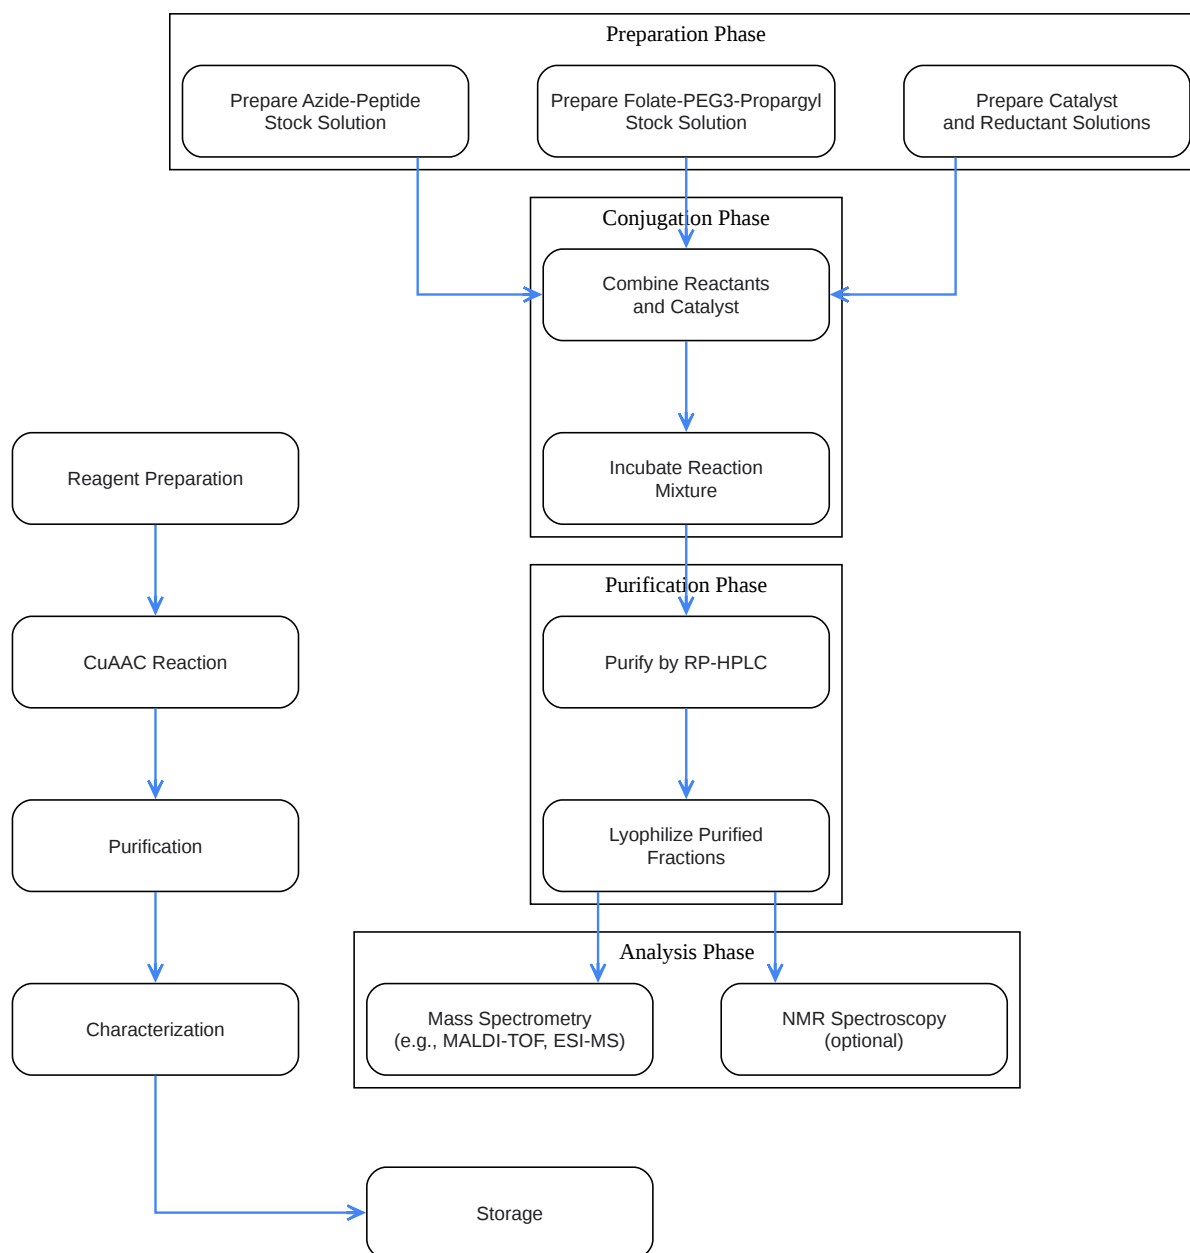 Preparation Phase
Prepare Azide-Peptide
Stock Solution
Prepare Folate-PEG3-Propargyl
Stock Solution
Prepare Catalyst
and Reductant Solutions
Conjugation Phase
Combine Reactants
and Catalyst
Incubate Reaction
Mixture
Reagent Preparation
CuAAC Reaction
Purification
Characterization
Purification Phase
Purify by RP-HPLC
Lyophilize Purified
Fractions
Analysis Phase
Mass Spectrometry
(e.g., MALDI-TOF, ESI-MS)
NMR Spectroscopy
(optional)
Storage